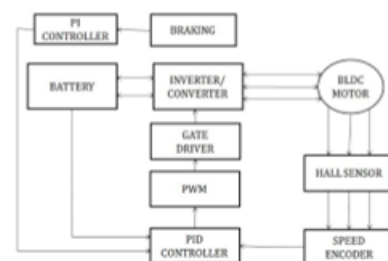 PI
CONTROLLER
BRAKING
BATTERY
INVERTER/
CONVERTER
BLDC
MOTOR
GATE
DRIVER
HALL SENSOR
PWM
PID
CONTROLLER
SPEED
ENCODER